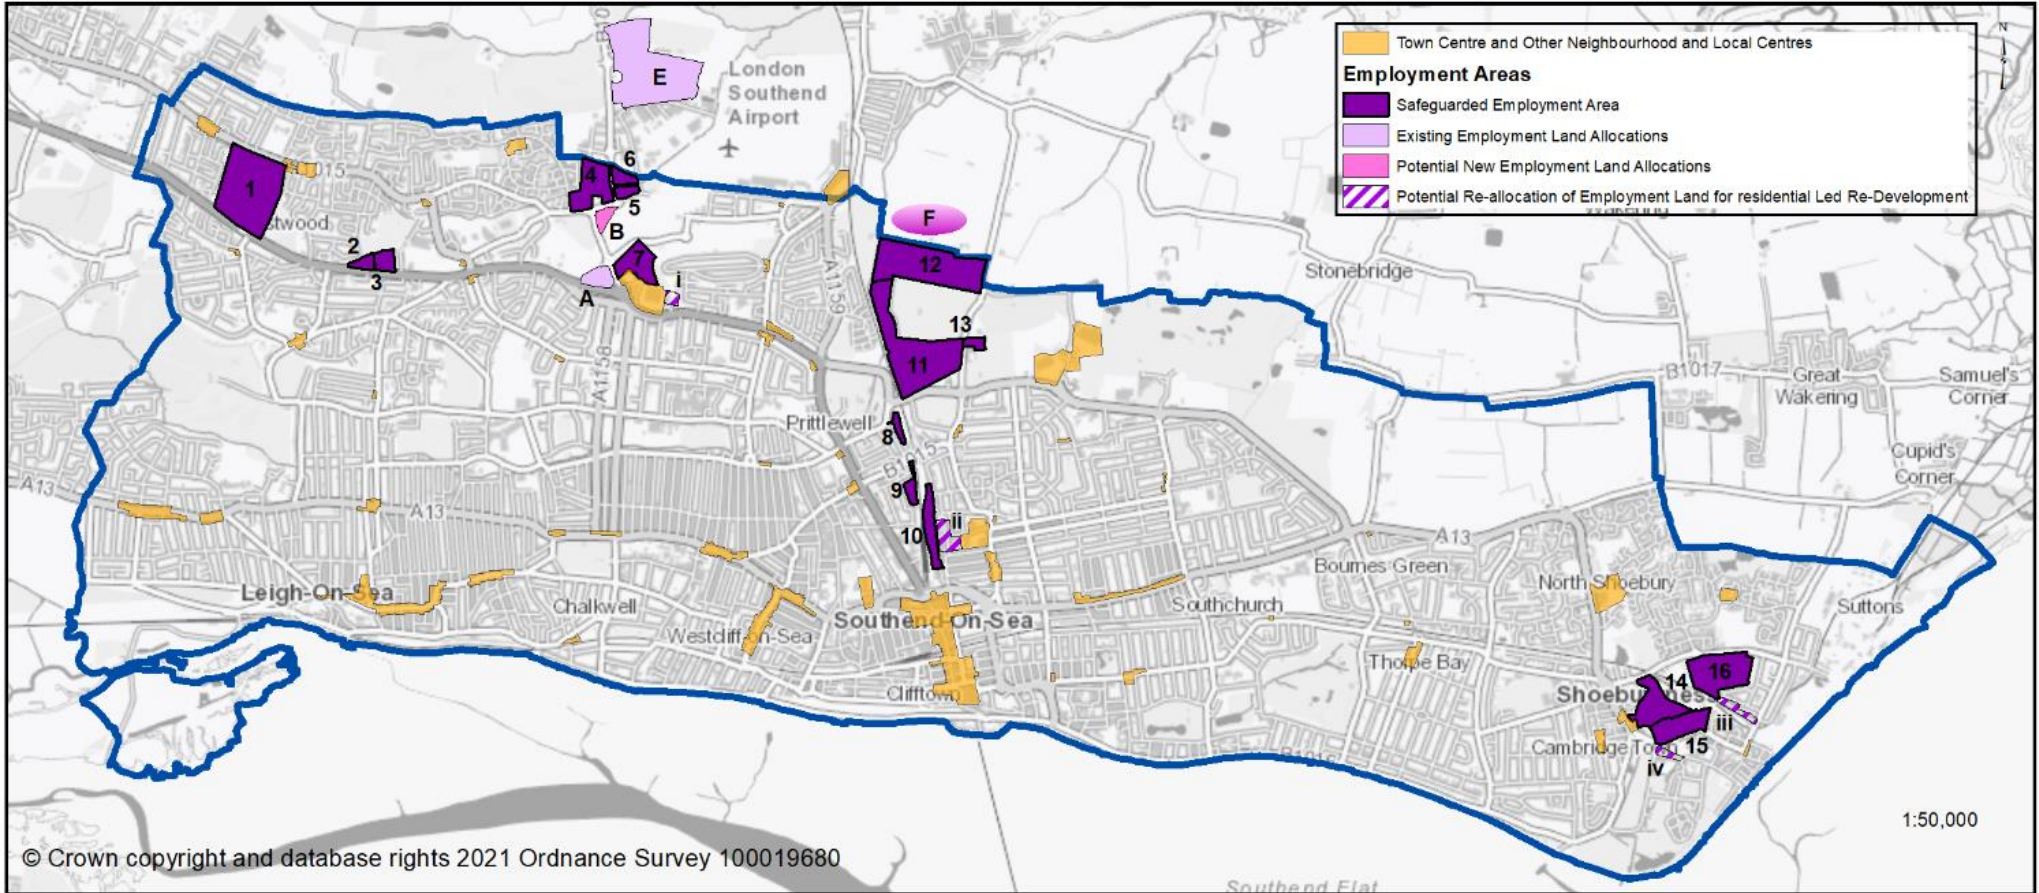 Town Centre and Other Neighbourhood and Local Centres
Employment Areas
Safeguarded Employment Area
Existing Employment Land Allocations
Potential New Employment Land Allocations
Potential Re-allocation of Employment Land for residential Led Re-Development
N
E
London
Southend
Airport
6
4
5
B
1
stwood
2
3
7
i
A
F
12
A1159
Stonebridge
13
11
A1158
B1017
Great
Wakering
Samuel's
Corner
Prittlewell
8
B1015
Cupid's
Corner
A13
9
A13
ii
10
A13
Bournes Green
North Shoebury
Leigh-On-Sea
Chalkwell
Southchurch
Suttons
Westcliff-on-Sea
Southend-On-Sea
Thorpe Bay
16
14
Clifftown
iii
Cambridge Town
15
iv
1:50,000
© Crown copyright and database rights 2021 Ordnance Survey 100019680
Southend Flat